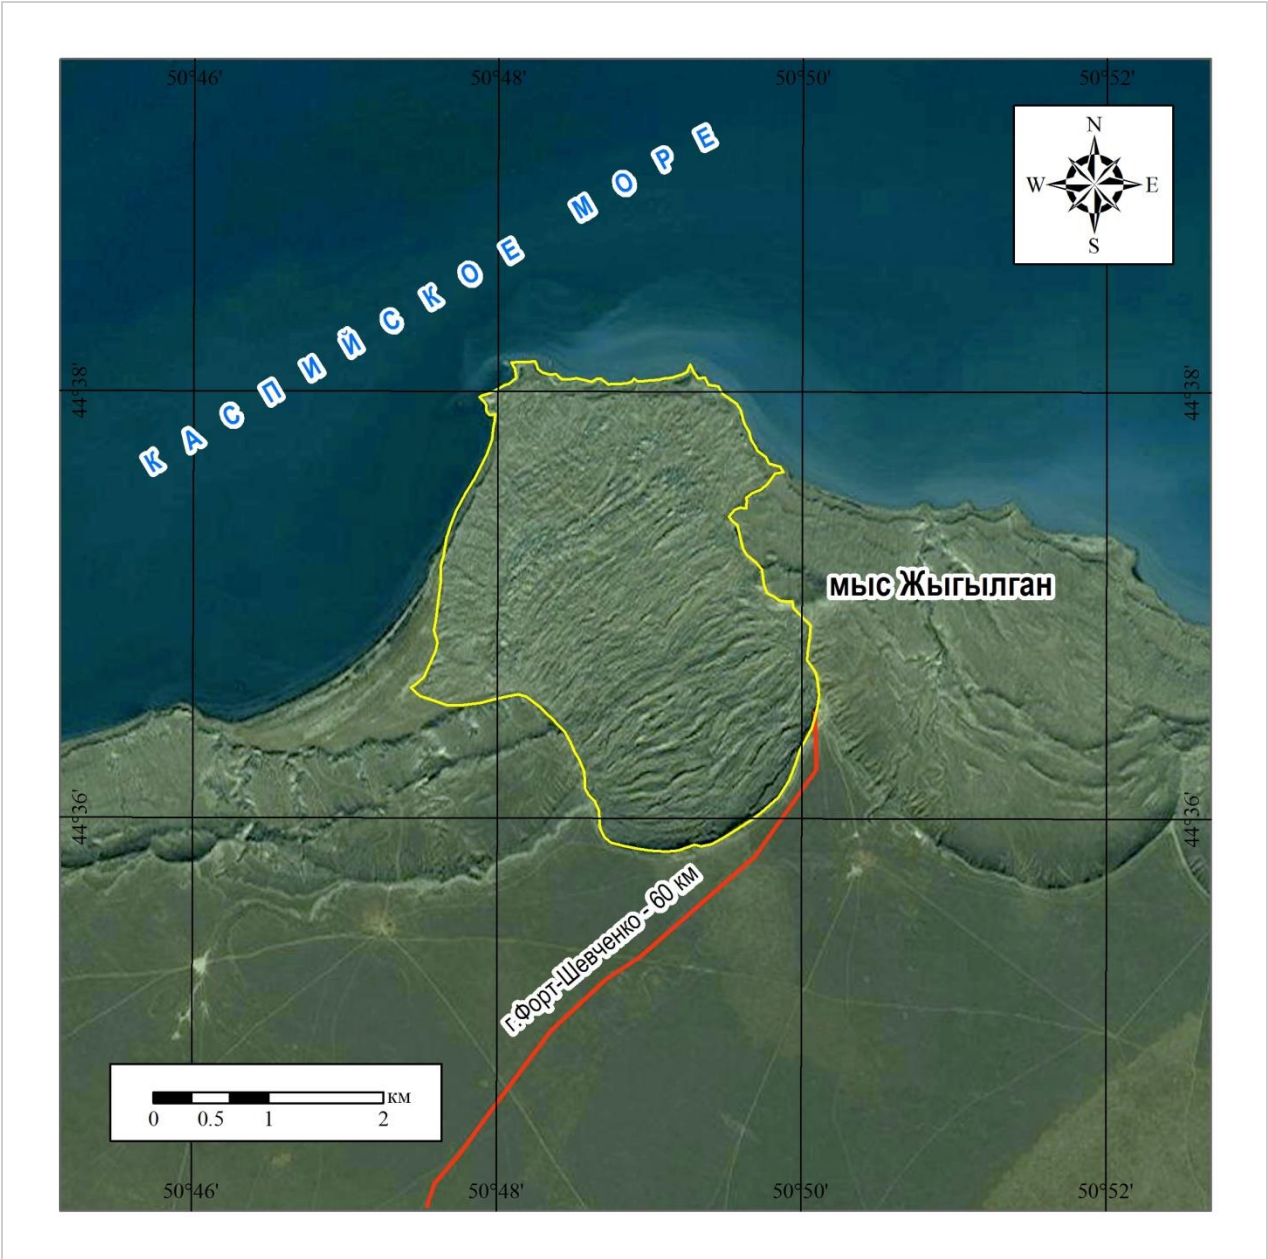 50°46' 50°48' 50°50' 50°52'
N
W E
S
КАСПИЙСКОЕ МОРЕ
44°38' 44°38'
мыс Жыгылган
44°36' 44°36'
г.Форт-Шевченко - 60 км
км
0 0.5 1 2
50°46' 50°48' 50°50' 50°52'